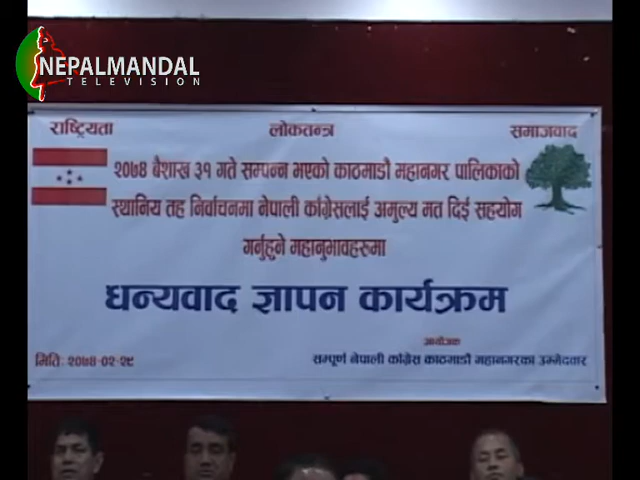 NEPALMANDAL
TELEVISION
राष्ट्रियता लोकतन्त्र समाजवाद
२०७४ बैशाख ३१ गते सम्पन्न भएको काठमाडौ महानगर पालिकाको
स्थानिय तह निर्वाचनमा नेपाली काँग्रेसलाई अमुल्य मत दिई सहयोग
गर्नुहुने महानुभावहरुमा
धन्यवाद ज्ञापन कार्यक्रम
आयोजक
मिति: २०७४-०२-२९ सम्पूर्ण नेपाली काँग्रेस काठमाडौ महानगरका उम्मेदवार